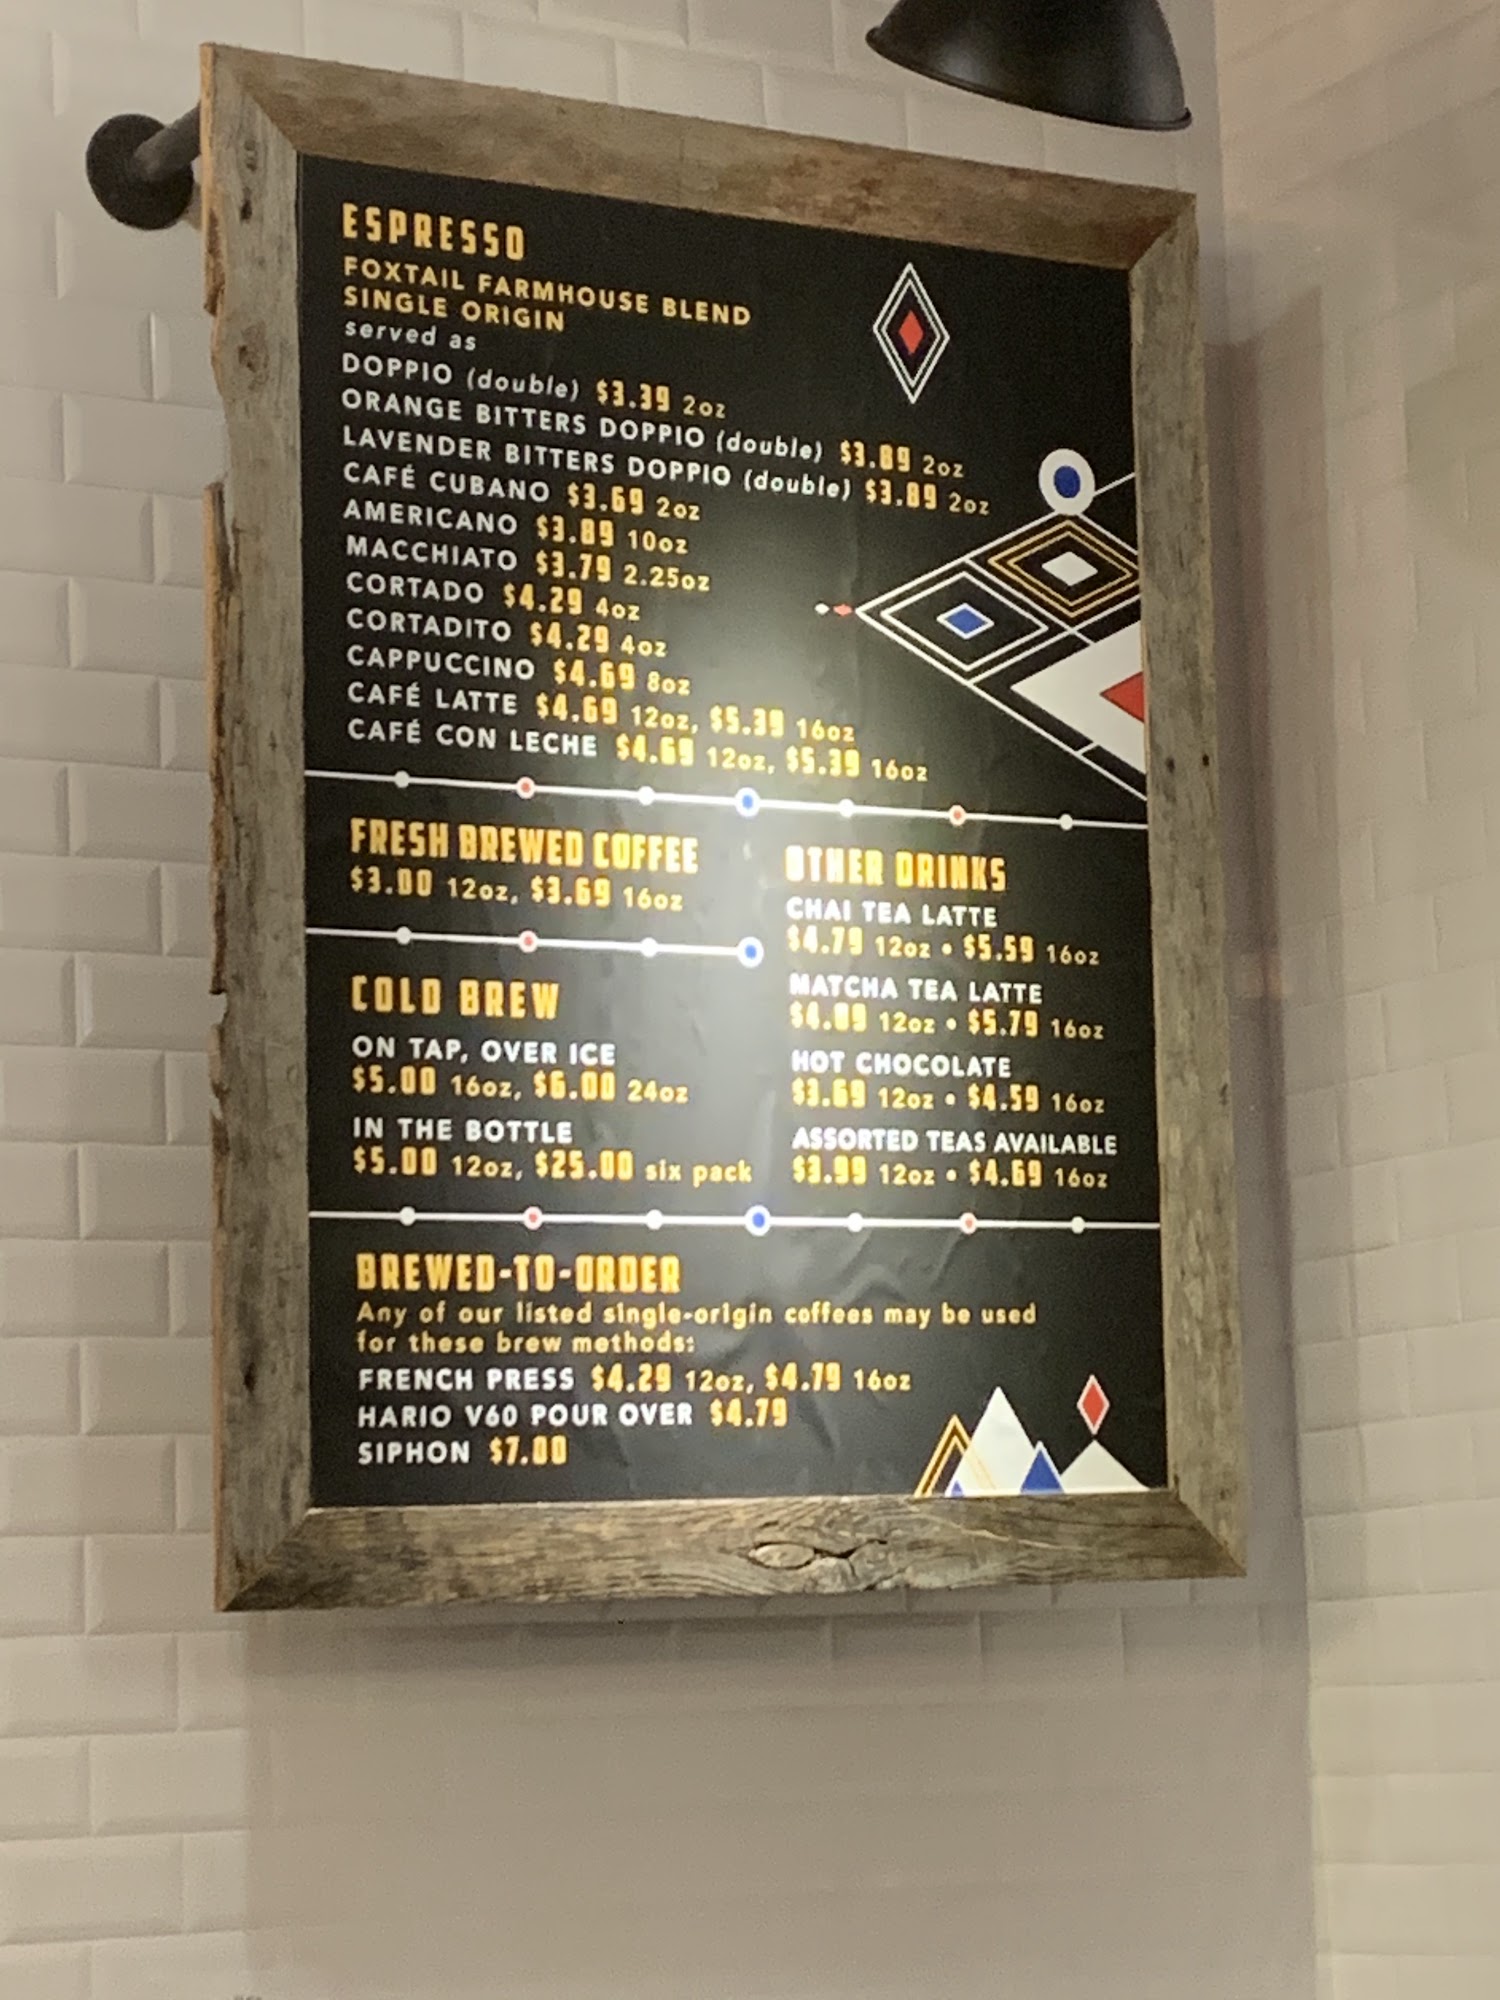 ESPRESSO
FOXTAIL FARMHOUSE BLEND
SINGLE ORIGIN
served as
DOPPIO (double) $3.39 2oz
ORANGE BITTERS DOPPIO (double) $3.89 2oz
LAVENDER BITTERS DOPPIO (double) $3.89 2oz
CAFÉ CUBANO $3.69 2oz
AMERICANO $3.89 10oz
MACCHIATO $3.79 2.25oz
CORTADO $4.29 4oz
CORTADITO $4.29 4oz
CAPPUCCINO $4.69 8oz
CAFÉ LATTE $4.69 12oz, $5.39 16oz
CAFÉ CON LECHE $4.69 12oz, $5.39 16oz
FRESH BREWED COFFEE
$3.00 12oz, $3.69 16oz
COLD BREW
ON TAP, OVER ICE
$5.00 16oz, $6.00 24oz
IN THE BOTTLE
$5.00 12oz, $25.00 six pack
OTHER DRINKS
CHAI TEA LATTE
$4.79 12oz • $5.59 16oz
MATCHA TEA LATTE
$4.89 12oz • $5.79 16oz
HOT CHOCOLATE
$3.69 12oz • $4.59 16oz
ASSORTED TEAS AVAILABLE
$3.99 12oz • $4.69 16oz
BREWED-TO-ORDER
Any of our listed single-origin coffees may be used
for these brew methods:
FRENCH PRESS $4.29 12oz, $4.79 16oz
HARIO V60 POUR OVER $4.79
SIPHON $7.00